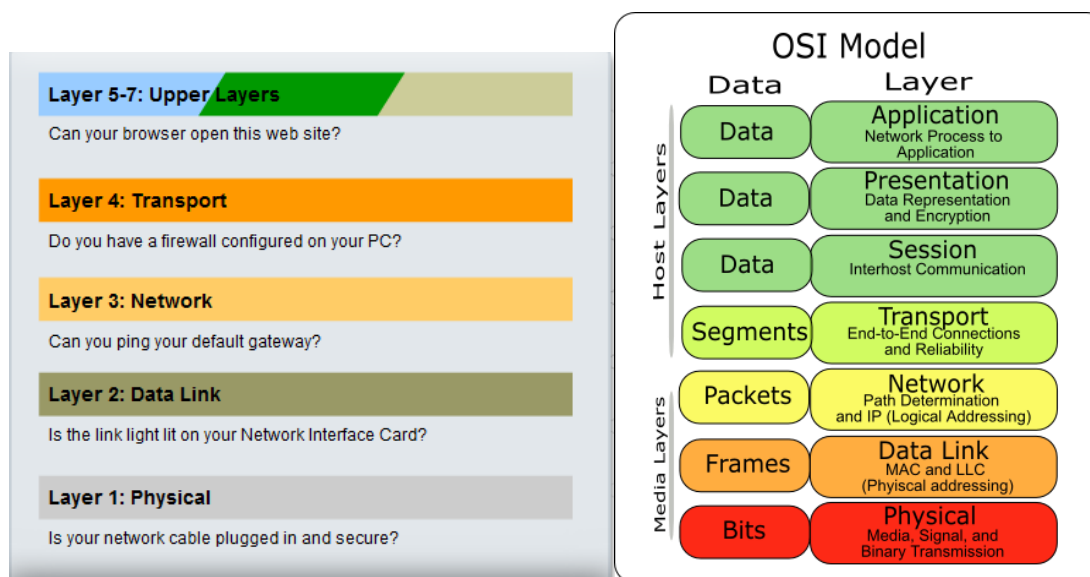 Layer 5-7: Upper Layers
Can your browser open this web site?
Layer 4: Transport
Do you have a firewall configured on your PC?
Layer 3: Network
Can you ping your default gateway?
Layer 2: Data Link
Is the link light lit on your Network Interface Card?
Layer 1: Physical
Is your network cable plugged in and secure?
OSI Model
Data Layer
Host Layers
Data
Application
Network Process to
Application
Data
Presentation
Data Representation
and Encryption
Data
Session
Interhost Communication
Segments
Transport
End-to-End Connections
and Reliability
Media Layers
Packets
Network
Path Determination
and IP (Logical Addressing)
Frames
Data Link
MAC and LLC
(Phyiscal addressing)
Bits
Physical
Media, Signal, and
Binary Transmission